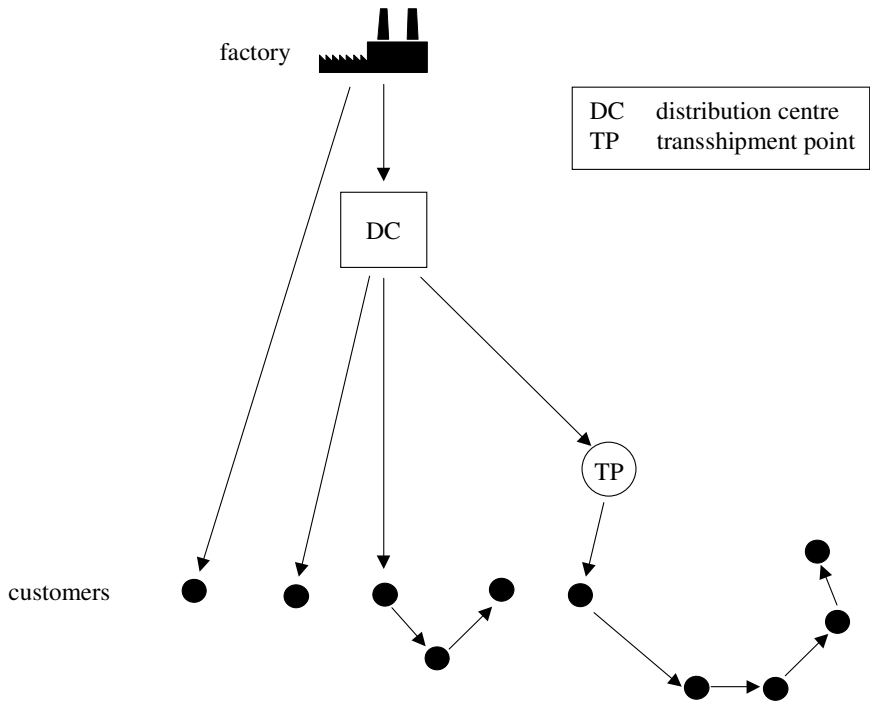 factory
DC distribution centre
TP transshipment point
DC
TP
customers